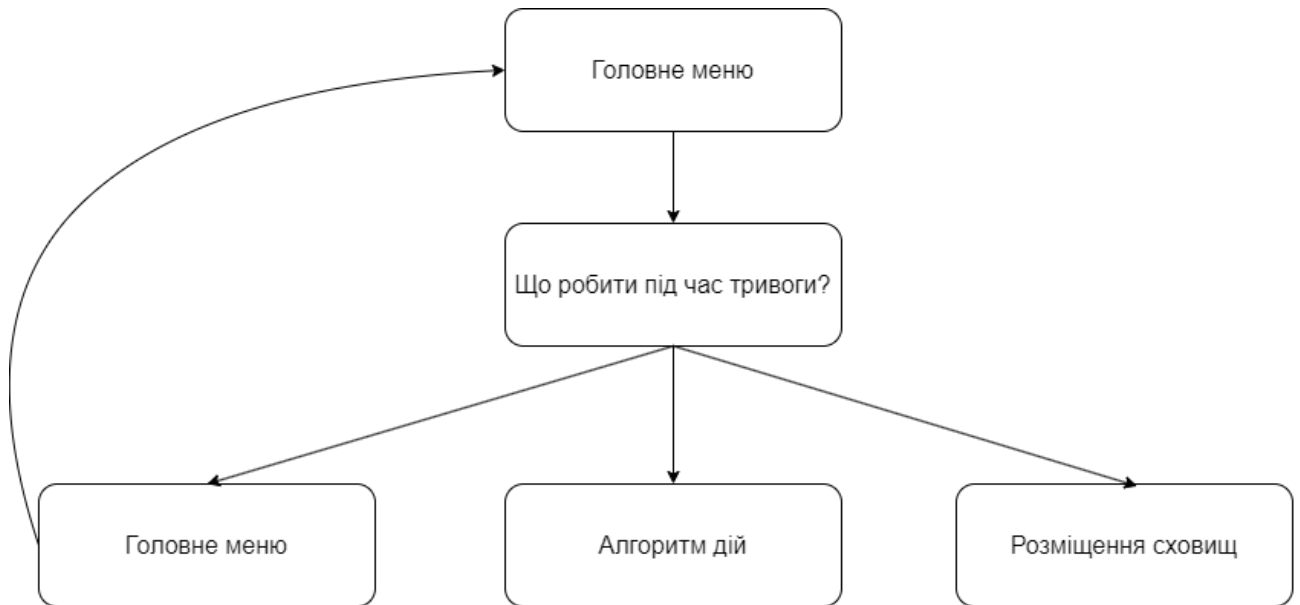 Головне меню
Що робити під час тривоги?
Головне меню
Алгоритм дій
Розміщення сховищ